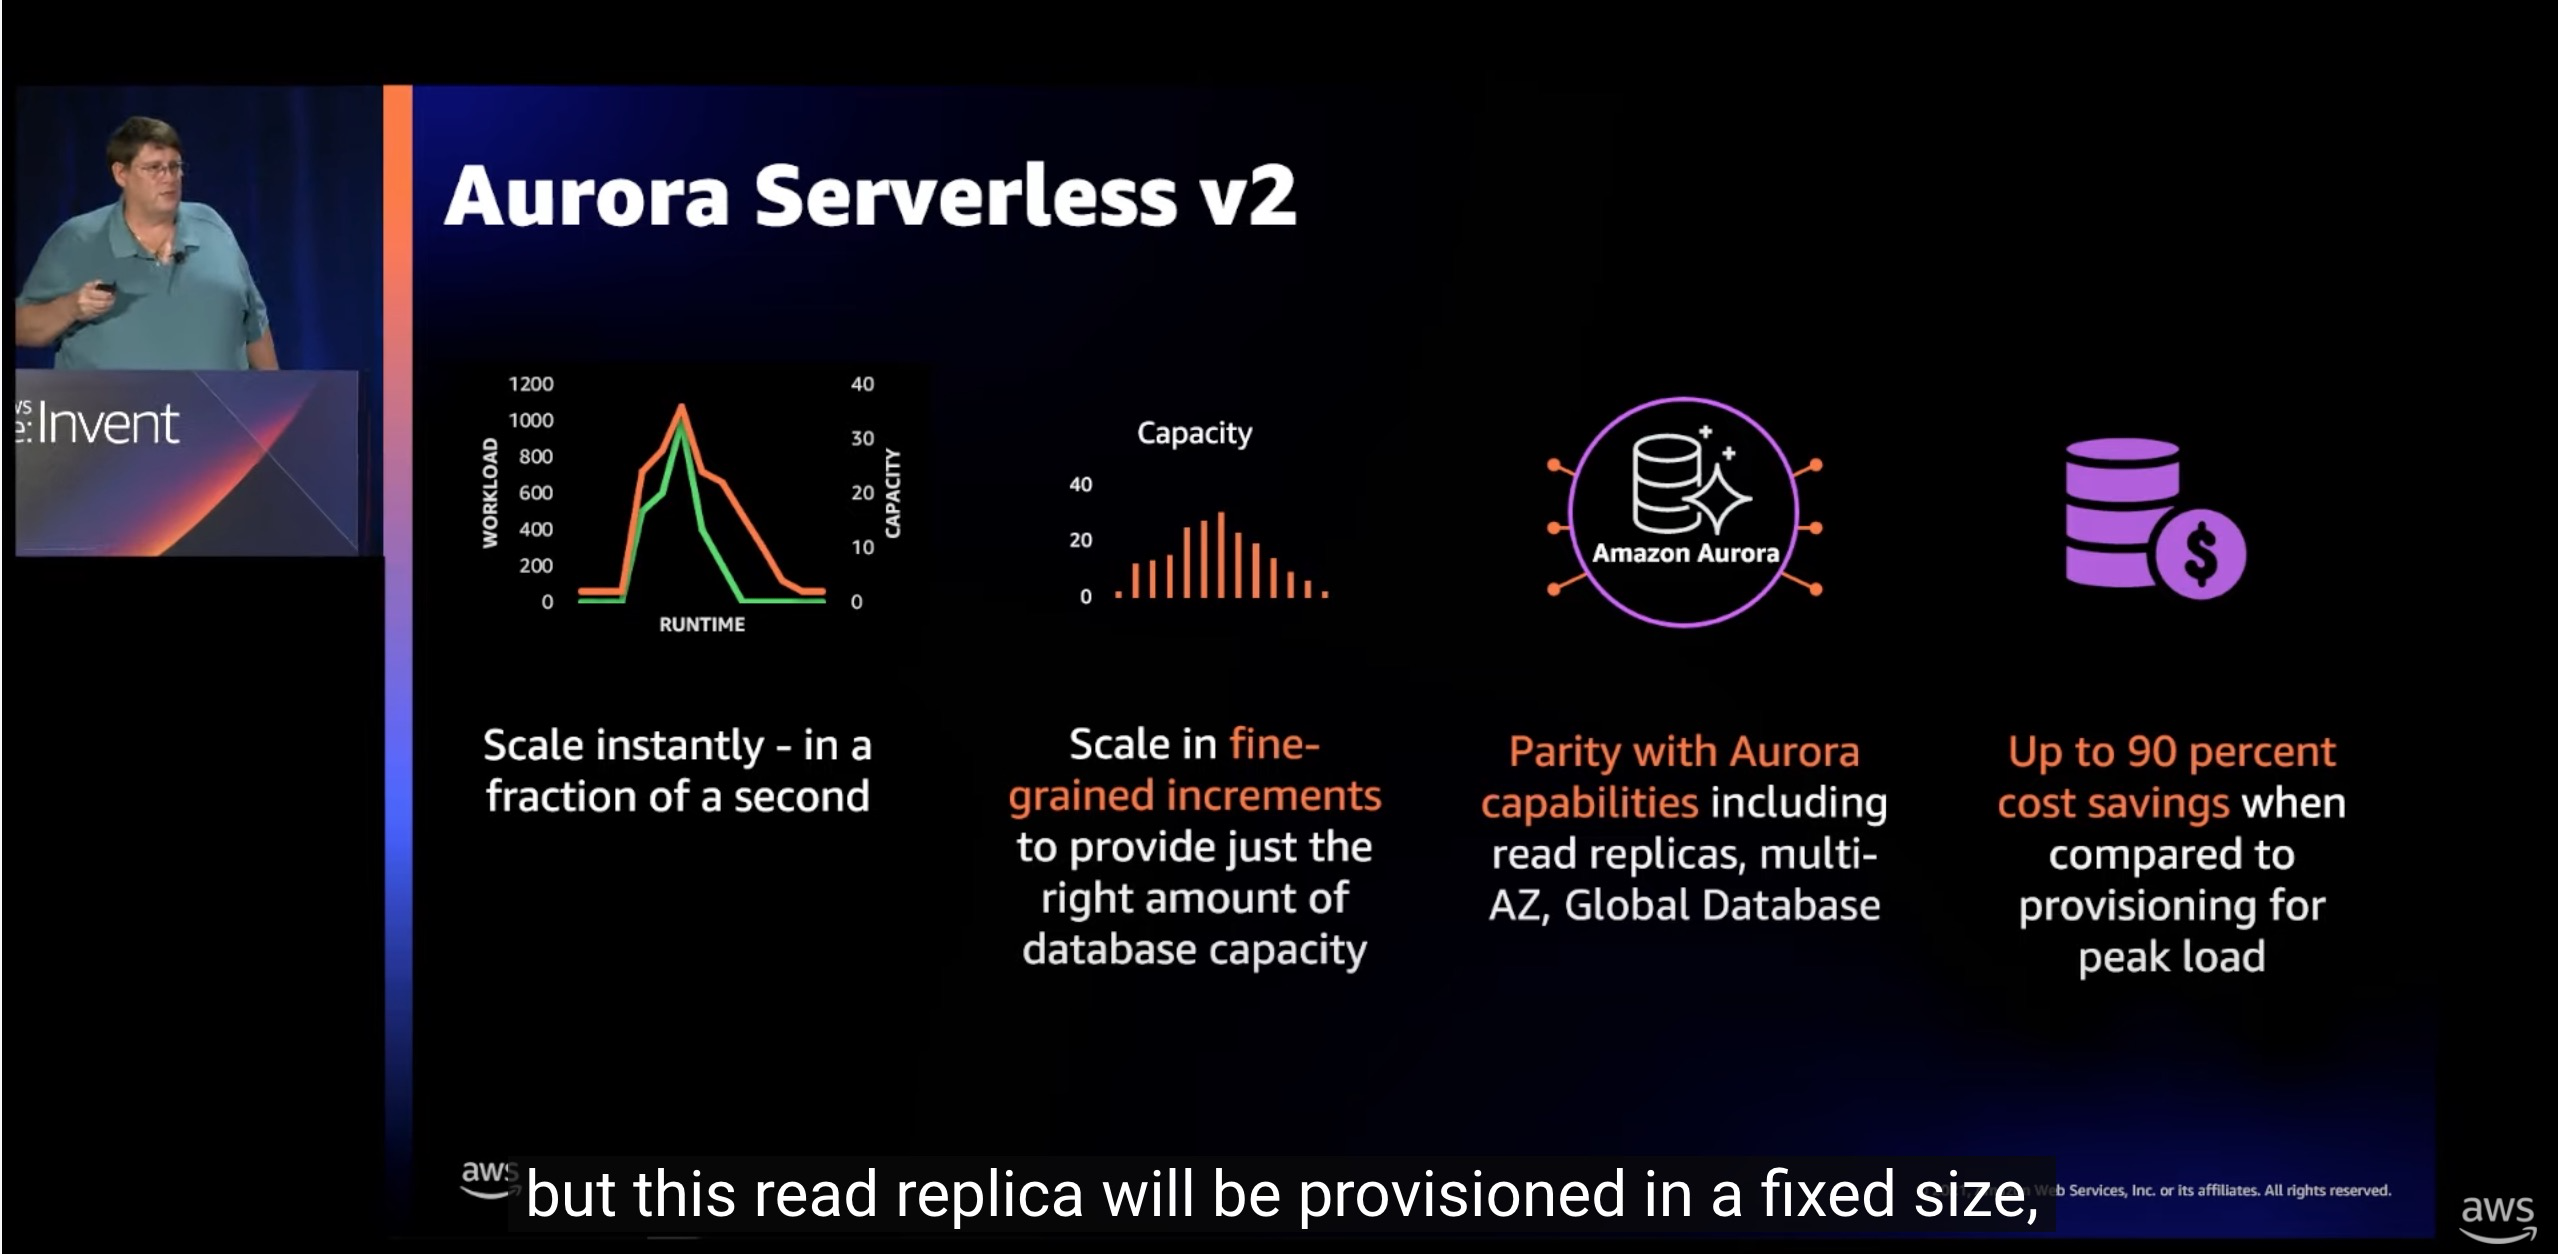 Aurora Serverless v2
re:Invent
1200
1000
800
600
400
200
0
WORKLOAD
40
30
20
10
0
CAPACITY
RUNTIME
Scale instantly - in a
fraction of a second
Capacity
40
20
0
Scale in fine-
grained increments
to provide just the
right amount of
database capacity
Amazon Aurora
Parity with Aurora
capabilities including
read replicas, multi-
AZ, Global Database
Up to 90 percent
cost savings when
compared to
provisioning for
peak load
$
aws
but this read replica will be provisioned in a fixed size,
Web Services, Inc. or its affiliates. All rights reserved.
aws